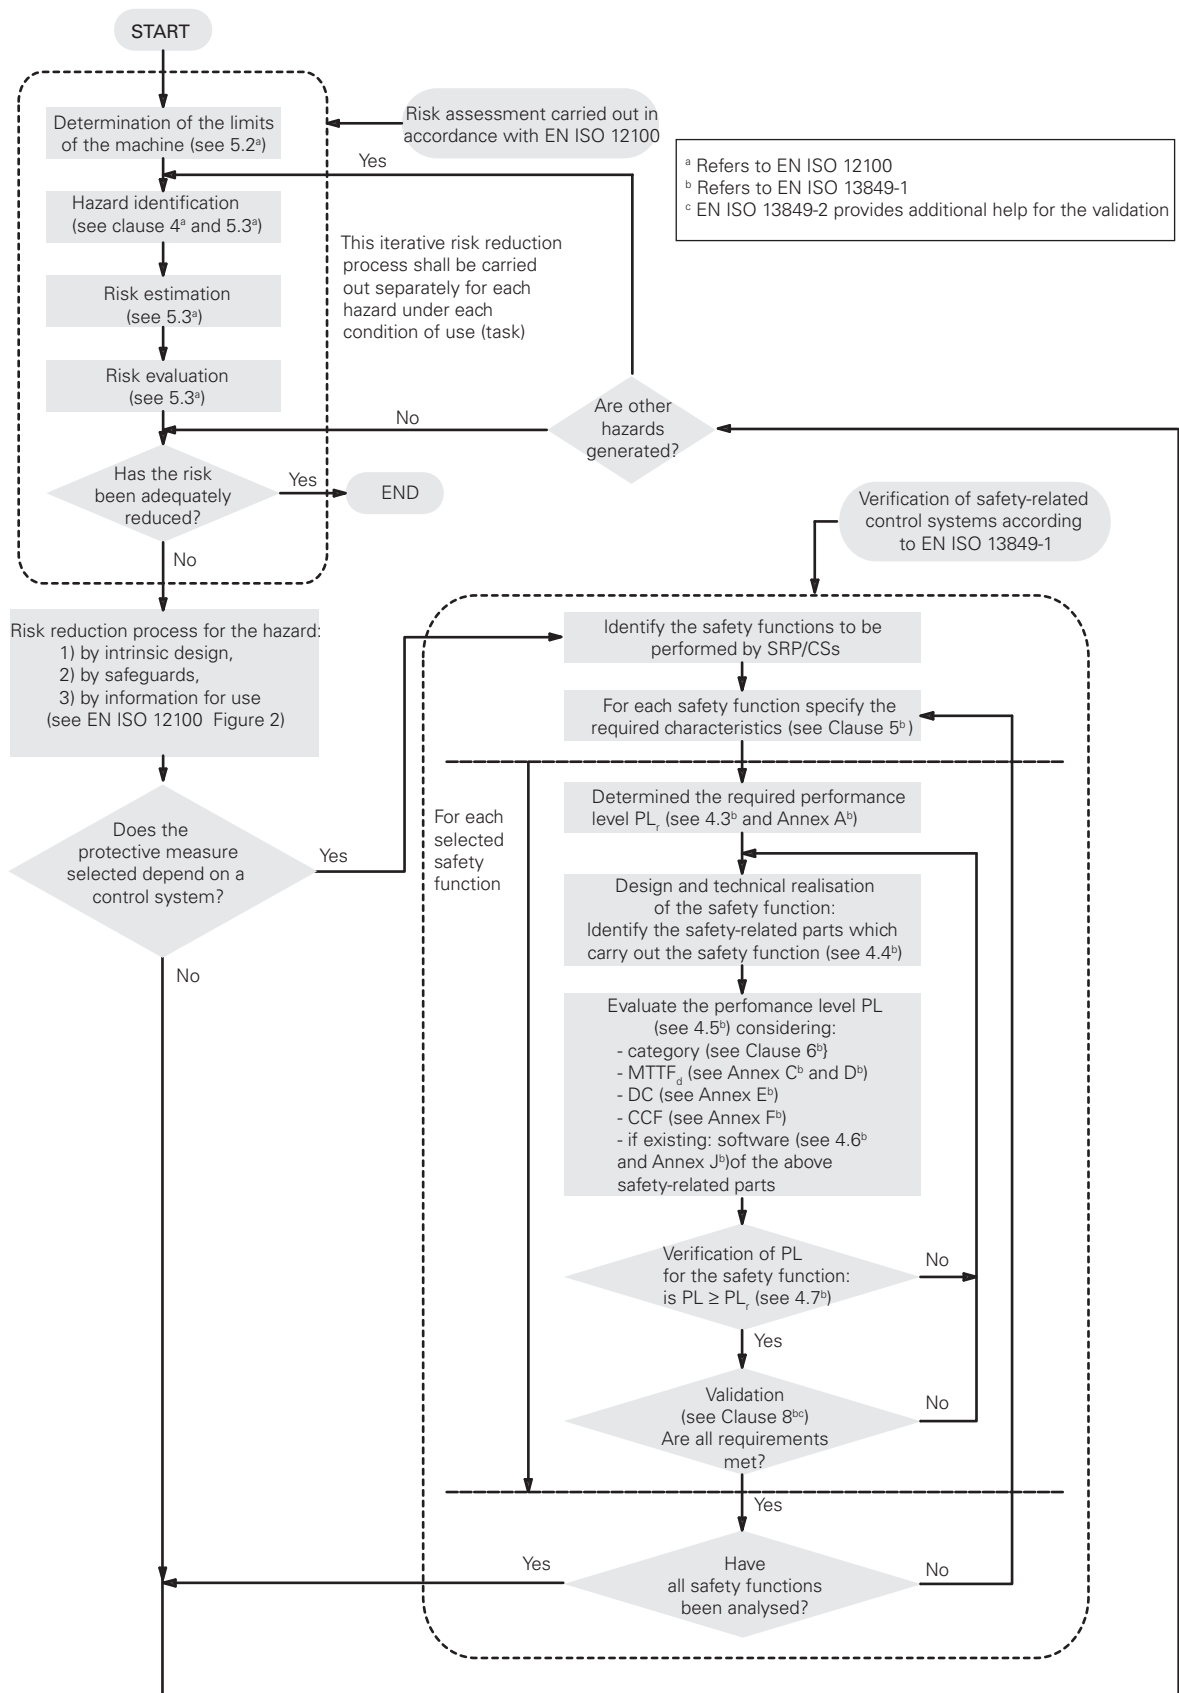 START
Determination of the limits
of the machine (see 5.2ᵃ)
Risk assessment carried out in
accordance with EN ISO 12100
Yes
ᵃ Refers to EN ISO 12100
ᵇ Refers to EN ISO 13849-1
ᶜ EN ISO 13849-2 provides additional help for the validation
Hazard identification
(see clause 4ᵃ and 5.3ᵃ)
This iterative risk reduction
process shall be carried
out separately for each
hazard under each
condition of use (task)
Risk estimation
(see 5.3ᵃ)
Risk evaluation
(see 5.3ᵃ)
No
Are other
hazards
generated?
Has the risk
been adequately
reduced?
Yes
END
No
Verification of safety-related
control systems according
to EN ISO 13849-1
Risk reduction process for the hazard:
1) by intrinsic design,
2) by safeguards,
3) by information for use
(see EN ISO 12100 Figure 2)
Identify the safety functions to be
performed by SRP/CSs
For each safety function specify the
required characteristics (see Clause 5ᵇ)
Does the
protective measure
selected depend on a
control system?
Yes
No
For each
selected
safety
function
Determined the required performance
level PLᵣ (see 4.3ᵇ and Annex Aᵇ)
Design and technical realisation
of the safety function:
Identify the safety-related parts which
carry out the safety function (see 4.4ᵇ)
Evaluate the perfomance level PL
(see 4.5ᵇ) considering:
- category (see Clause 6ᵇ}
- MTTFd (see Annex Cᵇ and Dᵇ)
- DC (see Annex Eᵇ)
- CCF (see Annex Fᵇ)
- if existing: software (see 4.6ᵇ
and Annex Jᵇ)of the above
safety-related parts
Verification of PL
for the safety function:
is PL ≥ PLᵣ (see 4.7ᵇ)
No
Yes
Validation
(see Clause 8ᵇᶜ)
Are all requirements
met?
No
Yes
Have
all safety functions
been analysed?
Yes
No